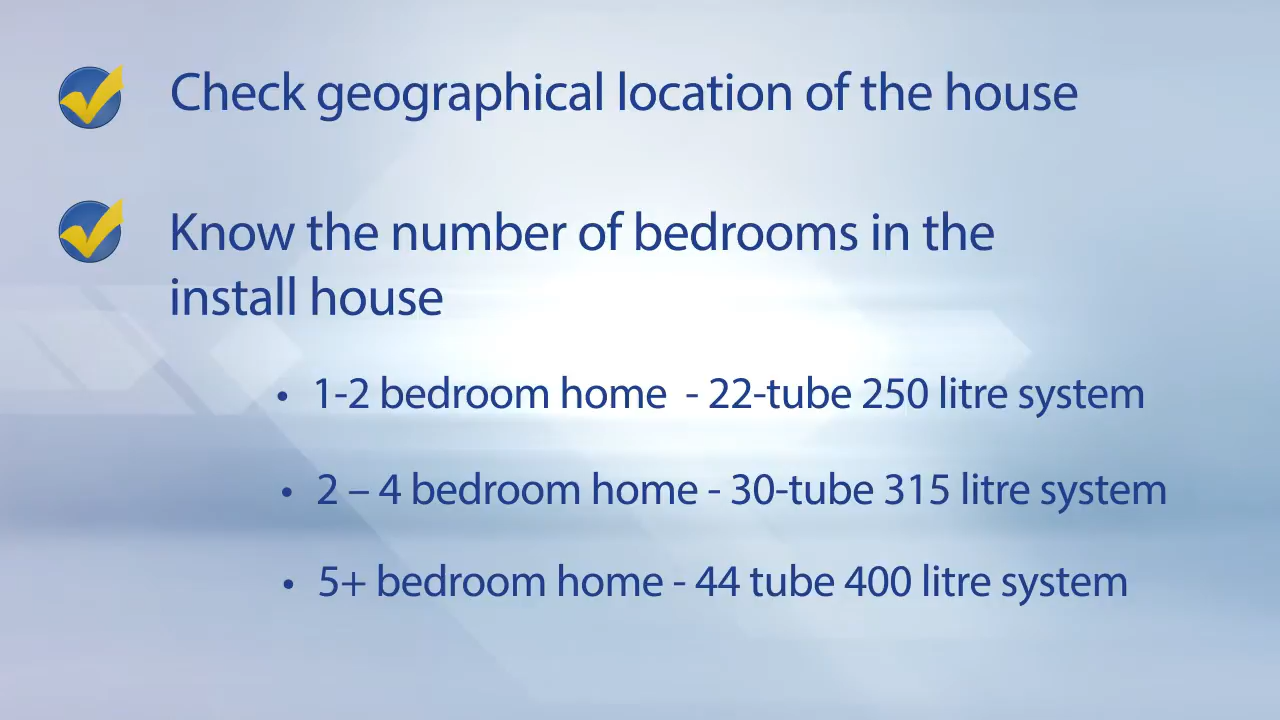 Check geographical location of the house
Know the number of bedrooms in the
install house
• 1-2 bedroom home - 22-tube 250 litre system
• 2 – 4 bedroom home - 30-tube 315 litre system
• 5+ bedroom home - 44 tube 400 litre system